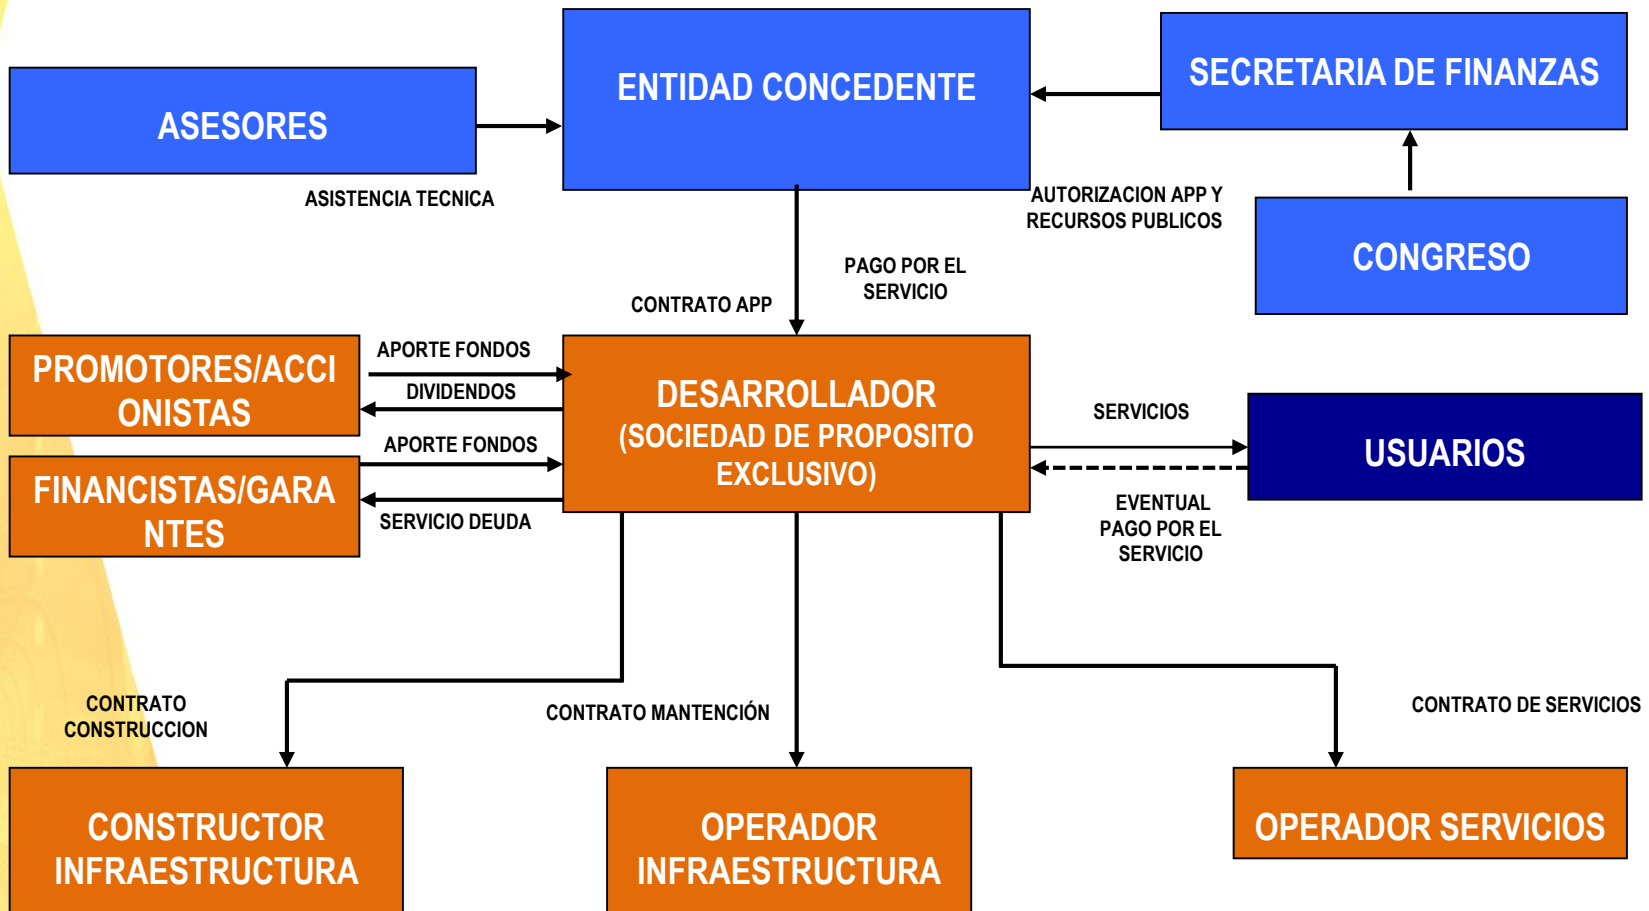 ENTIDAD CONCEDENTE
SECRETARIA DE FINANZAS
ASESORES
ASISTENCIA TECNICA
AUTORIZACION APP Y
RECURSOS PUBLICOS
CONGRESO
PAGO POR EL
SERVICIO
CONTRATO APP
PROMOTORES/ACCI
ONISTAS
APORTE FONDOS
DIVIDENDOS
DESARROLLADOR
(SOCIEDAD DE PROPOSITO
EXCLUSIVO)
SERVICIOS
USUARIOS
APORTE FONDOS
FINANCISTAS/GARA
NTES
SERVICIO DEUDA
EVENTUAL
PAGO POR EL
SERVICIO
CONTRATO
CONSTRUCCION
CONTRATO MANTENCIÓN
CONTRATO DE SERVICIOS
CONSTRUCTOR
INFRAESTRUCTURA
OPERADOR
INFRAESTRUCTURA
OPERADOR SERVICIOS